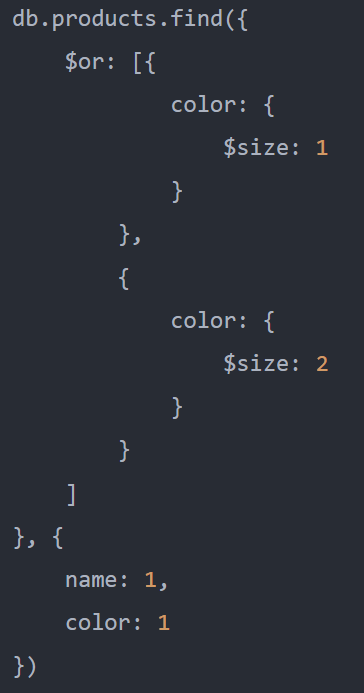 db.products.find({
    $or: [{
            color: {
                $size: 1
            }
        },
        {
            color: {
                $size: 2
            }
        }
    ]
}, {
    name: 1,
    color: 1
})